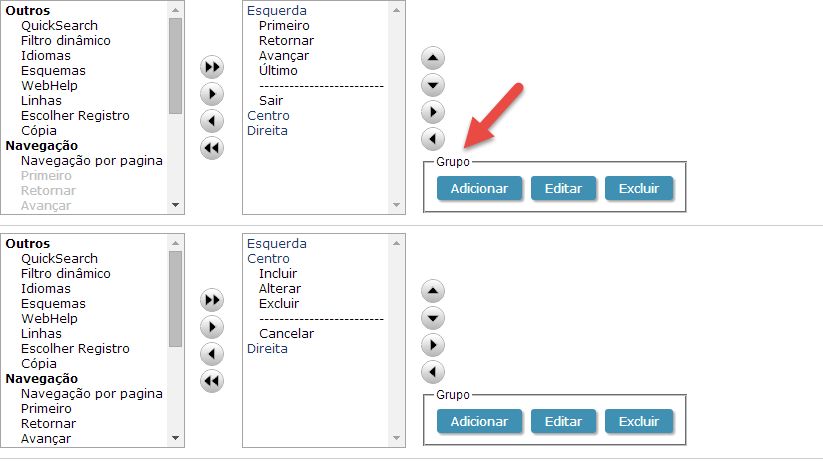 Outros
QuickSearch
Filtro dinâmico
Idiomas
Esquemas
WebHelp
Linhas
Escolher Registro
Cópia
Navegação
Navegação por pagina
Primeiro
Retornar
Avançar
Esquerda
Primeiro
Retornar
Avançar
Último
-------------------------
Sair
Centro
Direita
Grupo
Adicionar Editar Excluir
Outros
QuickSearch
Filtro dinâmico
Idiomas
Esquemas
WebHelp
Linhas
Escolher Registro
Cópia
Navegação
Navegação por pagina
Primeiro
Retornar
Avançar
Esquerda
Centro
Incluir
Alterar
Excluir
-------------------------
Cancelar
Direita
Grupo
Adicionar Editar Excluir